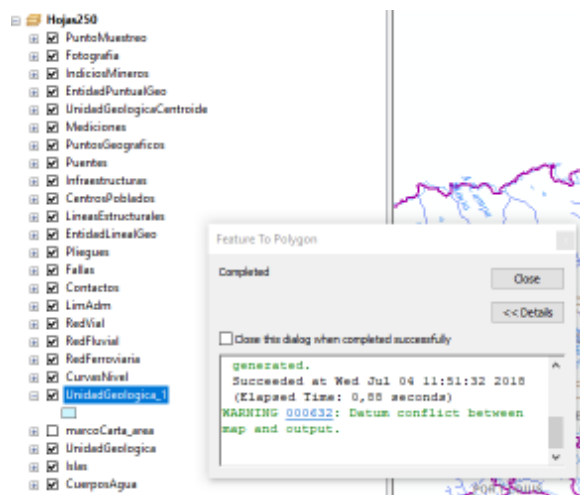 Hojas250
PuntoMuestreo
Fotografia
IndiciosMineros
EntidadPuntualGeo
UnidadGeologicaCentroide
Mediciones
PuntosGeograficos
Puentes
Infraestructuras
CentrosPoblados
LineasEstructurales
EntidadLinealGeo
Pliegues
Fallas
Contactos
LimAdm
RedVial
RedFluvial
RedFerroviaria
CurvasNivel
UnidadGeologica_1
marcoCarta_area
UnidadGeologica
Islas
CuerposAgua
Feature To Polygon
Completed
Close
<< Details
Close this dialog when completed successfully
generated.
Succeeded at Wed Jul 04 11:51:32 2018
(Elapsed Time: 0,88 seconds)
WARNING 000632: Datum conflict between
map and output.